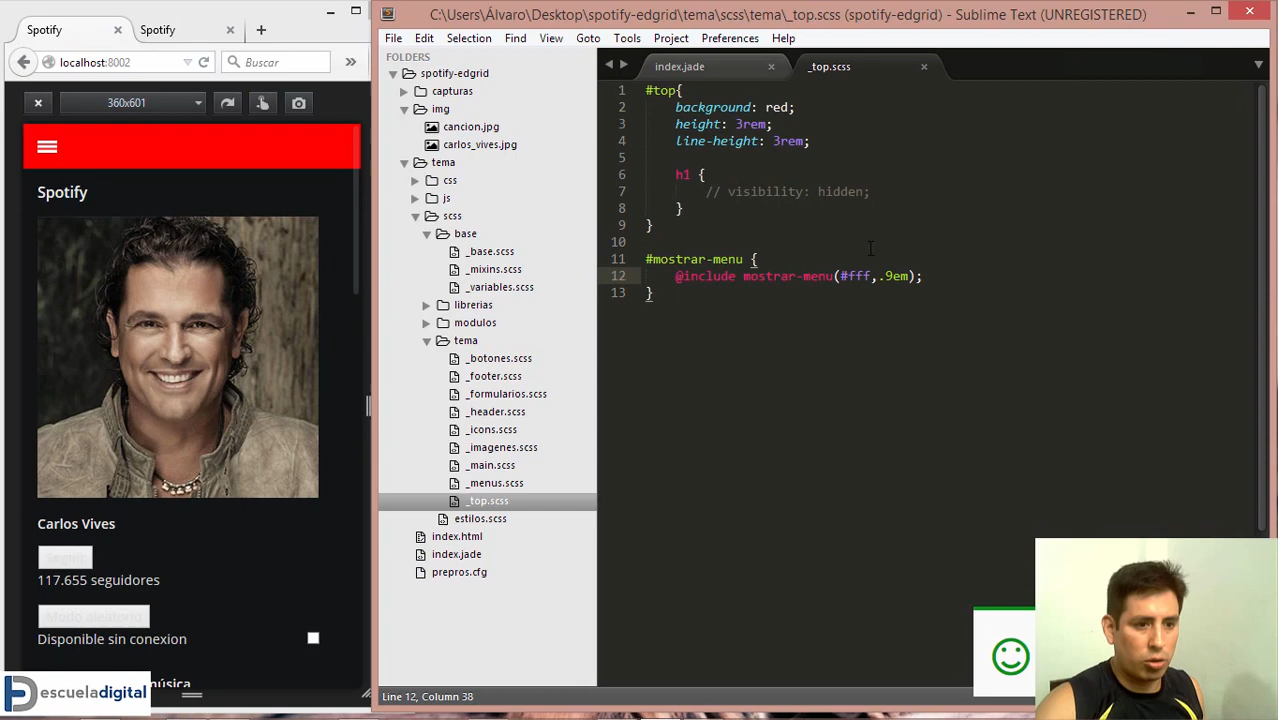 C:\Users\Álvaro\Desktop\spotify-edgrid\tema\scss\tema\_top.scss (spotify-edgrid) - Sublime Text (UNREGISTERED)
Spotify
Spotify
localhost:8002
Buscar
360x601
Spotify
Carlos Vives
117.655 seguidores
Modo aleatorio
Disponible sin conexion
escueladigital
File Edit Selection Find View Goto Tools Project Preferences Help
FOLDERS
spotify-edgrid
capturas
img
cancion.jpg
carlos_vives.jpg
tema
css
js
scss
base
_base.scss
_mixins.scss
_variables.scss
librerias
modulos
tema
_botones.scss
_footer.scss
_formularios.scss
_header.scss
_icons.scss
_imagenes.scss
_main.scss
_menus.scss
_top.scss
estilos.scss
index.html
index.jade
prepros.cfg
index.jade
_top.scss
1 #top{
2 background: red;
3 height: 3rem;
4 line-height: 3rem;
5
6 h1 {
7 // visibility: hidden;
8 }
9 }
10
11 #mostrar-menu {
12 @include mostrar-menu(#fff,.9em);
13 }
Line 12, Column 38